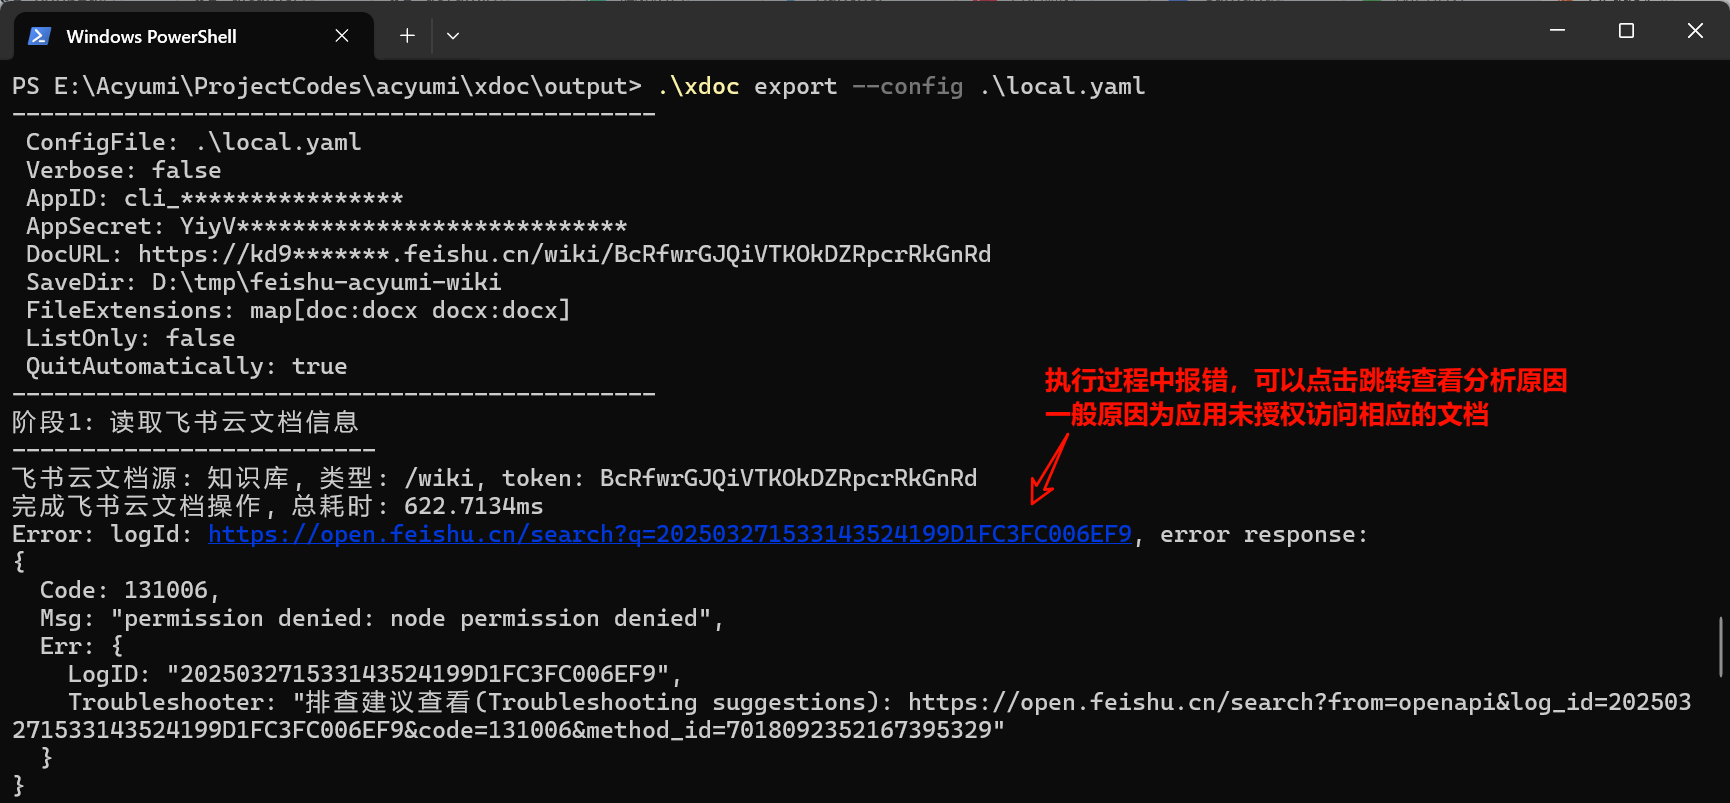 Windows PowerShell
PS E:\Acyumi\ProjectCodes\acyumi\xdoc\output> .\xdoc export --config .\local.yaml
----------------------------------------------
ConfigFile: .\local.yaml
Verbose: false
AppID: cli_****************
AppSecret: YiyV****************************
DocURL: https://kd9*******.feishu.cn/wiki/BcRfwrGJQiVTKOkDZRpcrRkGnRd
SaveDir: D:\tmp\feishu-acyumi-wiki
FileExtensions: map[doc:docx docx:docx]
ListOnly: false
QuitAutomatically: true
----------------------------------------------
执行过程中报错，可以点击跳转查看分析原因
一般原因为应用未授权访问相应的文档
阶段1: 读取飞书云文档信息
--------------------------
飞书云文档源: 知识库, 类型: /wiki, token: BcRfwrGJQiVTKOkDZRpcrRkGnRd
完成飞书云文档操作, 总耗时: 622.7134ms
Error: logId: https://open.feishu.cn/search?q=202503271533143524199D1FC3FC006EF9, error response:
{
Code: 131006,
Msg: "permission denied: node permission denied",
Err: {
LogID: "202503271533143524199D1FC3FC006EF9",
Troubleshooter: "排查建议查看(Troubleshooting suggestions): https://open.feishu.cn/search?from=openapi&log_id=202503
271533143524199D1FC3FC006EF9&code=131006&method_id=7018092352167395329"
}
}